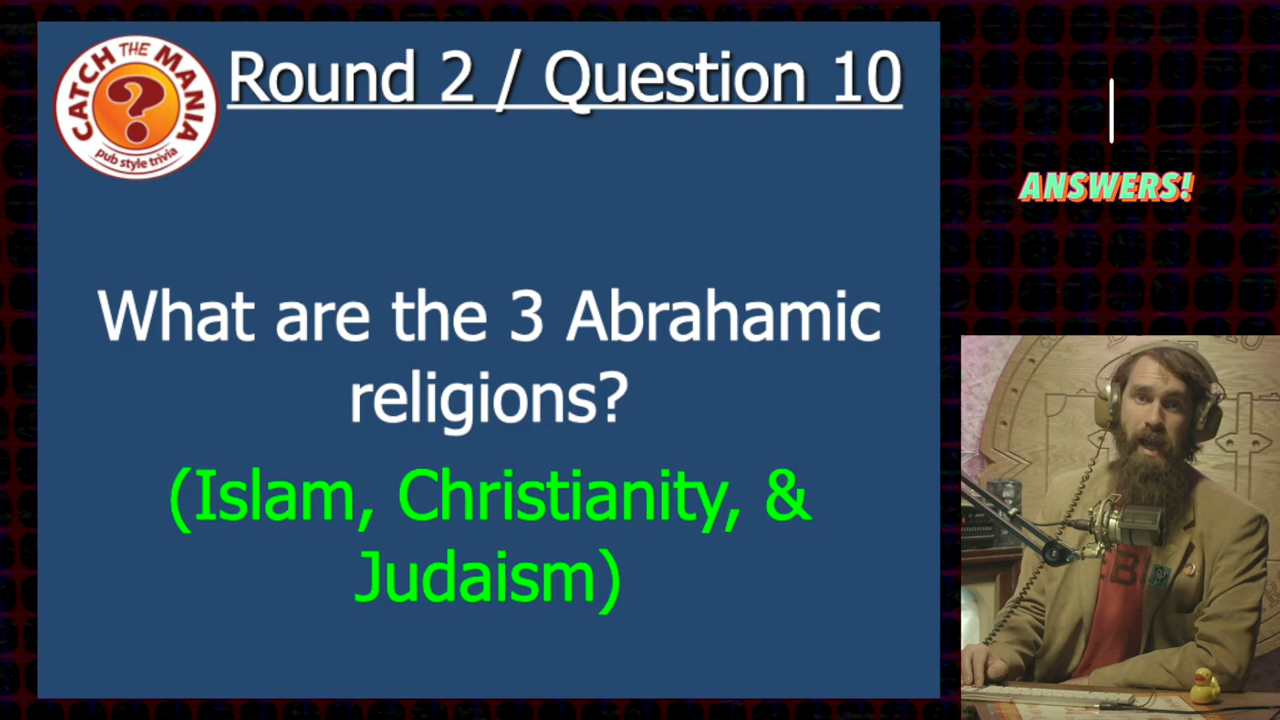 CATCH THE MANIA
?
pub style trivia
Round 2 / Question 10
What are the 3 Abrahamic
religions?
(Islam, Christianity, &
Judaism)
ANSWERS!